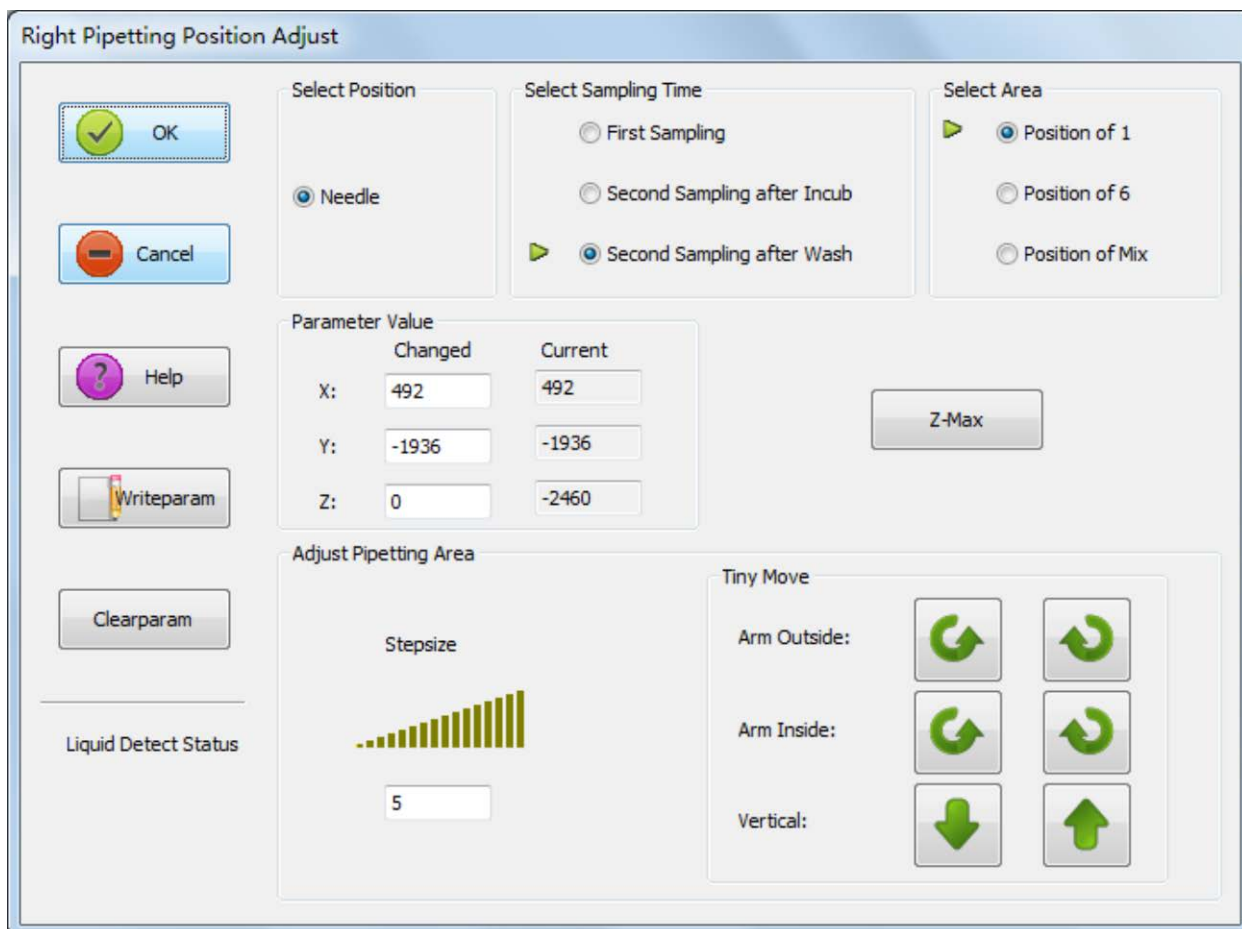 Right Pipetting Position Adjust
OK
Cancel
Help
Writeparam
Clearparam
Liquid Detect Status
Select Position
Needle
Select Sampling Time
First Sampling
Second Sampling after Incub
Second Sampling after Wash
Select Area
Position of 1
Position of 6
Position of Mix
Parameter Value
Changed Current
X: 492 492
Y: -1936 -1936
Z: 0 -2460
Z-Max
Adjust Pipetting Area
Stepsize
5
Tiny Move
Arm Outside:
Arm Inside:
Vertical: